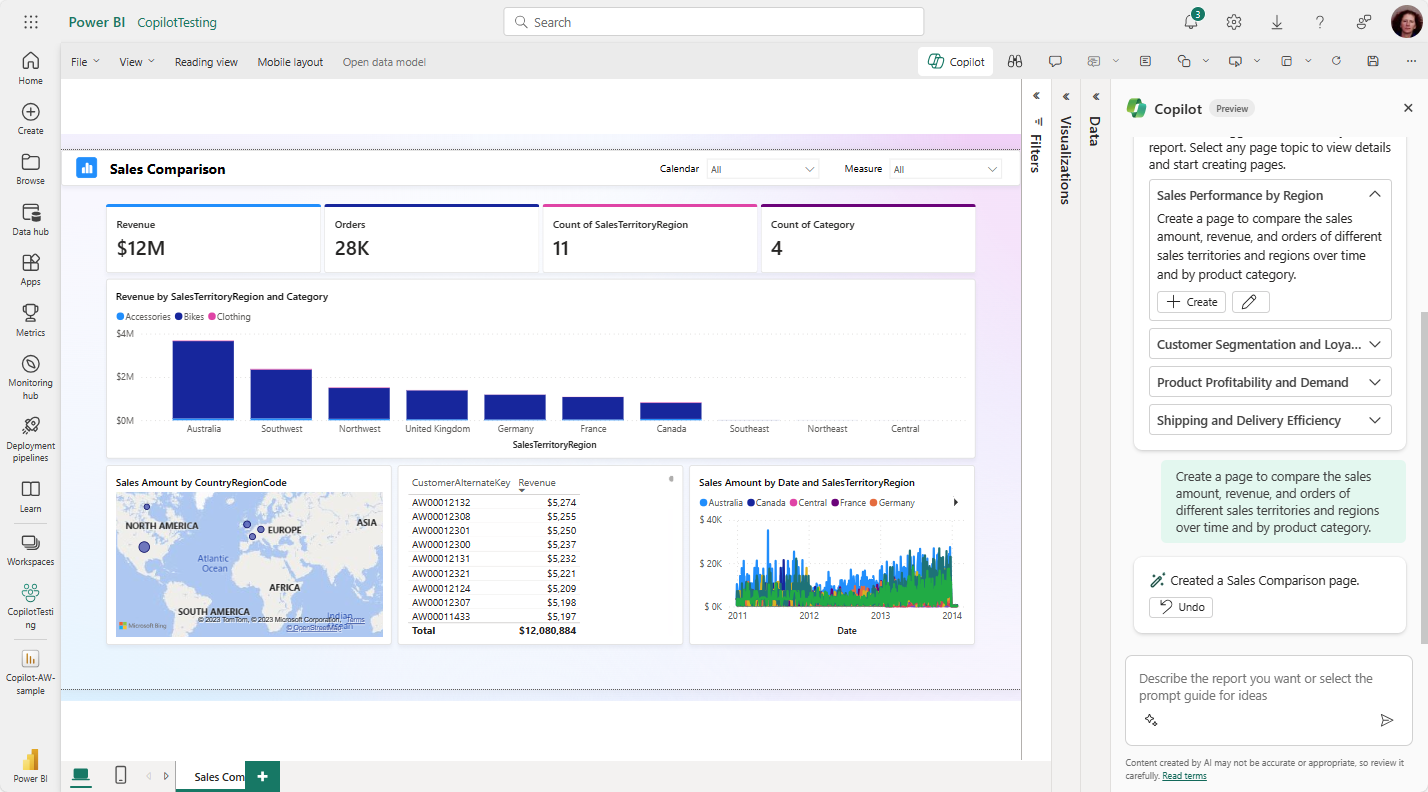 Power BI CopilotTesting
Search
3
File View Reading view Mobile layout Open data model
Copilot
Home
Create
Browse
Data hub
Apps
Metrics
Monitoring
hub
Deployment
pipelines
Learn
Workspaces
CopilotTesti
ng
Copilot-AW-
sample
Power BI
Sales Comparison
Calendar All
Measure All
Revenue
$12M
Orders
28K
Count of SalesTerritoryRegion
11
Count of Category
4
Revenue by SalesTerritoryRegion and Category
Accessories Bikes Clothing
$4M
$2M
$0M
Australia Southwest Northwest United Kingdom Germany France Canada Southeast Northeast Central
SalesTerritoryRegion
Sales Amount by CountryRegionCode
NORTH AMERICA
EUROPE
ASIA
Atlantic
Ocean
AFRICA
SOUTH AMERICA
Indian
Ocean
Microsoft Bing
© 2023 TomTom, © 2023 Microsoft Corporation, Terms
© OpenStreetMap
CustomerAlternateKey Revenue
AW00012132 $5,274
AW00012308 $5,255
AW00012301 $5,250
AW00012300 $5,237
AW00012131 $5,232
AW00012321 $5,221
AW00012124 $5,209
AW00012307 $5,198
AW00011433 $5,197
Total $12,080,884
Sales Amount by Date and SalesTerritoryRegion
Australia Canada Central France Germany
$ 40K
$ 20K
$ 0K
2011 2012 2013 2014
Date
Filters
Visualizations
Data
Sales Com
Copilot Preview
report. Select any page topic to view details
and start creating pages.
Sales Performance by Region
Create a page to compare the sales
amount, revenue, and orders of different
sales territories and regions over time
and by product category.
Create
Customer Segmentation and Loya...
Product Profitability and Demand
Shipping and Delivery Efficiency
Create a page to compare the sales
amount, revenue, and orders of
different sales territories and regions
over time and by product category.
Created a Sales Comparison page.
Undo
Describe the report you want or select the
prompt guide for ideas
Content created by AI may not be accurate or appropriate, so review it
carefully. Read terms